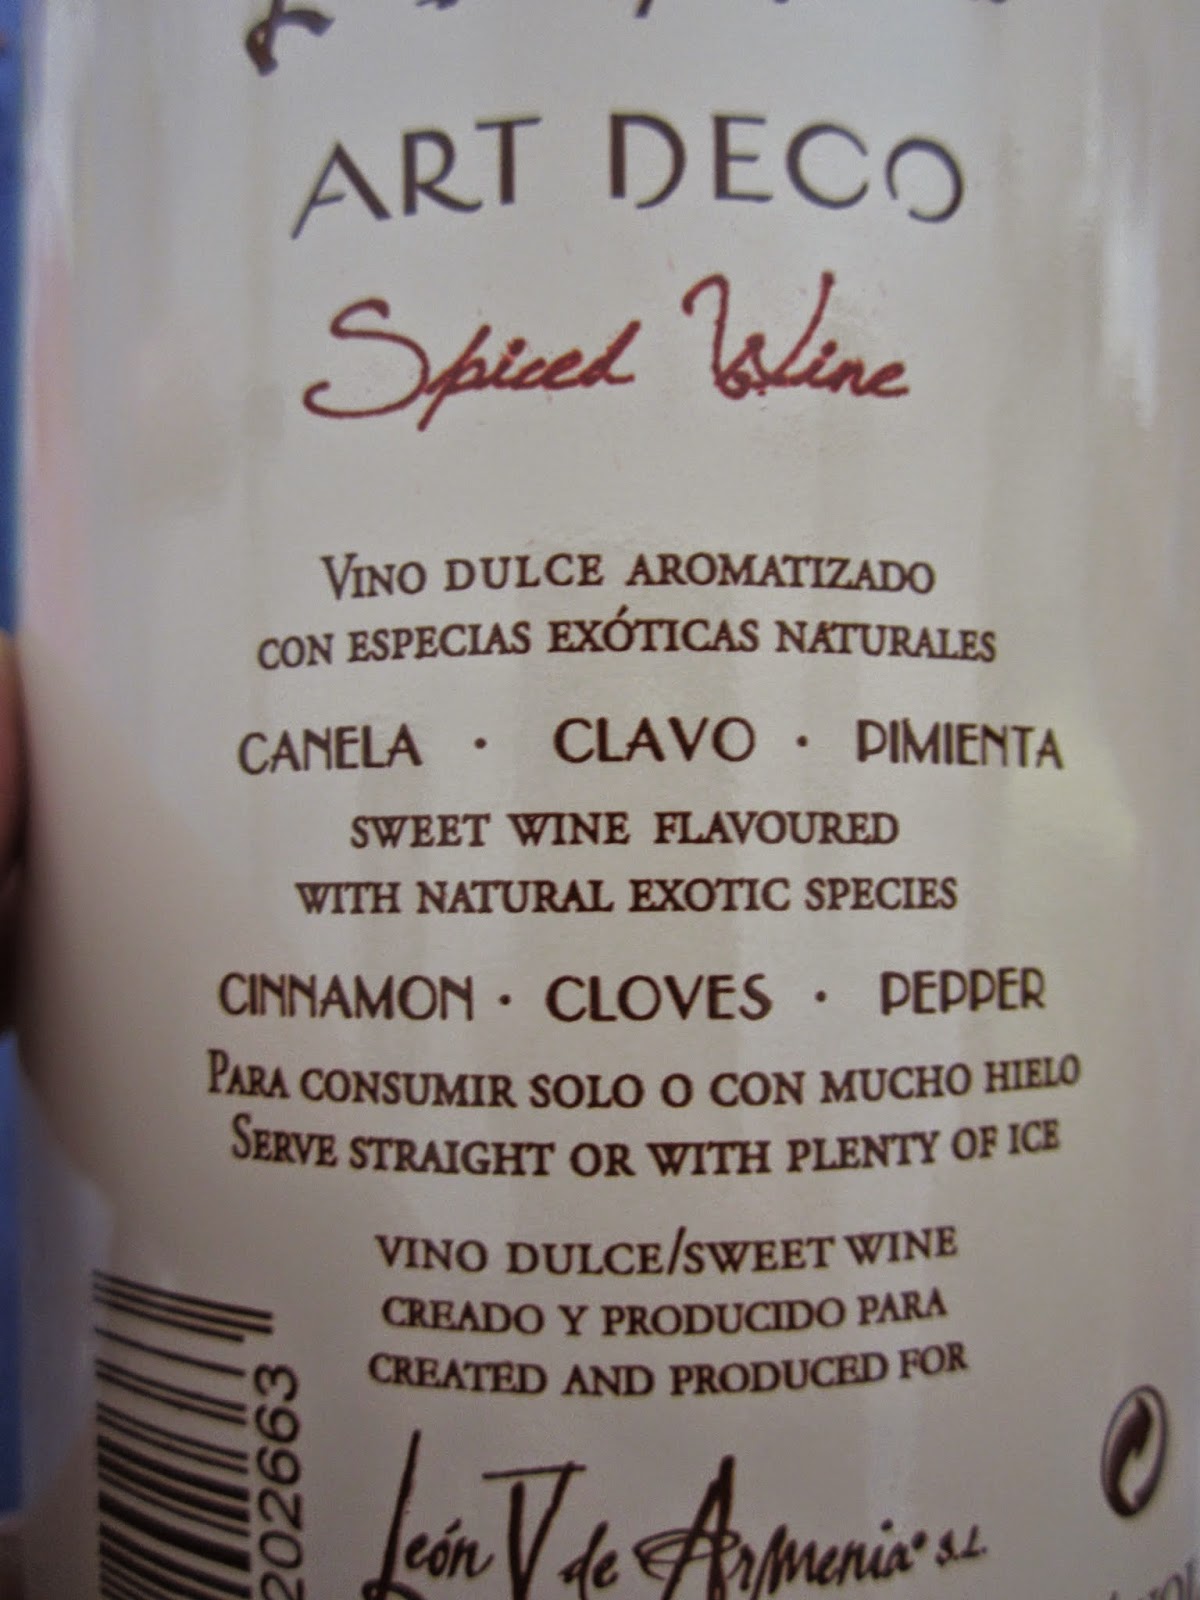 ART DECO
Spiced Wine
VINO DULCE AROMATIZADO
CON ESPECIAS EXÓTICAS NATURALES
CANELA · CLAVO · PIMIENTA
SWEET WINE FLAVOURED
WITH NATURAL EXOTIC SPECIES
CINNAMON · CLOVES · PEPPER
PARA CONSUMIR SOLO O CON MUCHO HIELO
SERVE STRAIGHT OR WITH PLENTY OF ICE
VINO DULCE/SWEET WINE
CREADO Y PRODUCIDO PARA
CREATED AND PRODUCED FOR
León V de Armenia® S.L.
202663